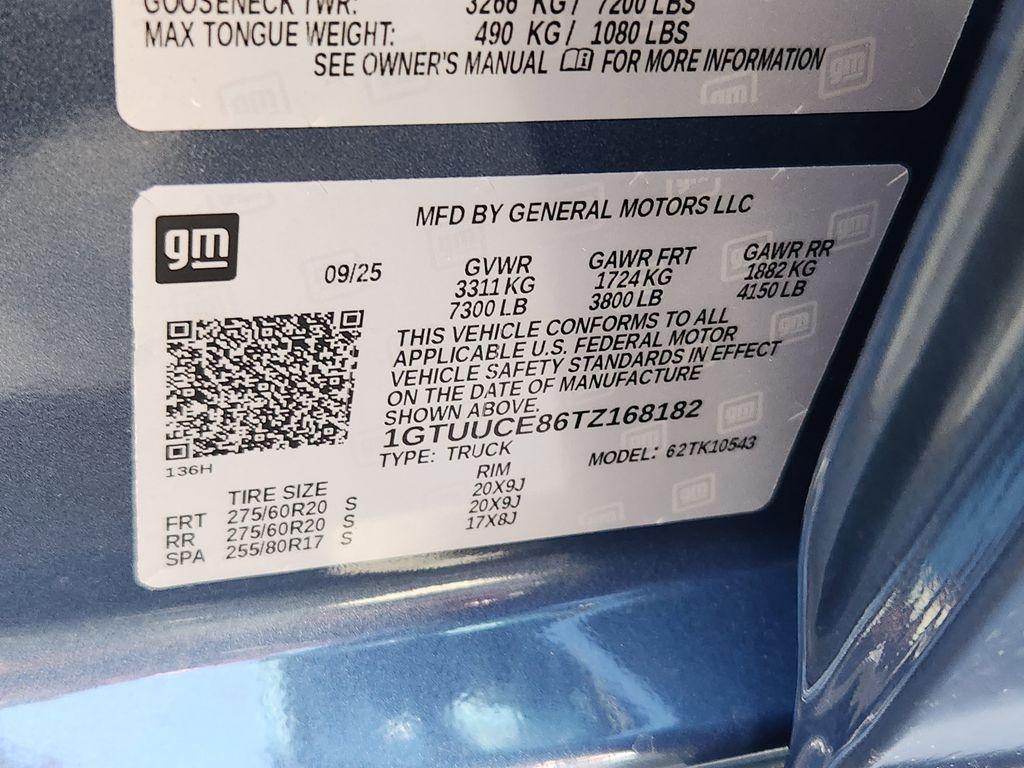 GOOSENECK TWR: 3266 KG / 7200 LBS
MAX TONGUE WEIGHT: 490 KG / 1080 LBS
SEE OWNER'S MANUAL FOR MORE INFORMATION
gm
MFD BY GENERAL MOTORS LLC
09/25
GVWR
3311 KG
7300 LB
GAWR FRT
1724 KG
3800 LB
GAWR RR
1882 KG
4150 LB
THIS VEHICLE CONFORMS TO ALL
APPLICABLE U.S. FEDERAL MOTOR
VEHICLE SAFETY STANDARDS IN EFFECT
ON THE DATE OF MANUFACTURE
SHOWN ABOVE.
1GTUUCE86TZ168182
TYPE: TRUCK
MODEL: 62TK10543
136H
TIRE SIZE RIM
FRT 275/60R20 S 20X9J
RR 275/60R20 S 20X9J
SPA 255/80R17 S 17X8J